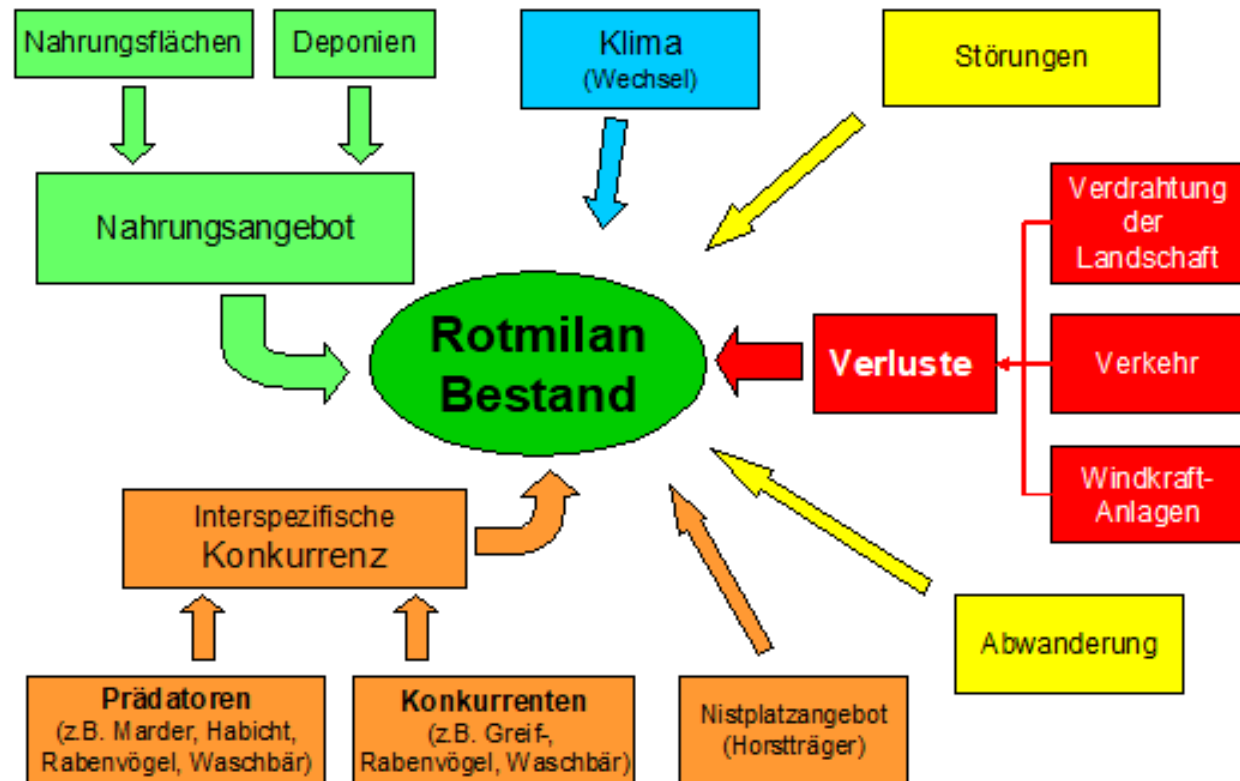 Nahrungsflächen
Deponien
Klima
(Wechsel)
Störungen
Nahrungsangebot
Verdrahtung
der
Landschaft
Rotmilan
Bestand
Verluste
Verkehr
Windkraft-
Anlagen
Interspezifische
Konkurrenz
Abwanderung
Prädatoren
(z.B. Marder, Habicht,
Rabenvögel, Waschbär)
Konkurrenten
(z.B. Greif-,
Rabenvögel, Waschbär)
Nistplatzangebot
(Horstträger)